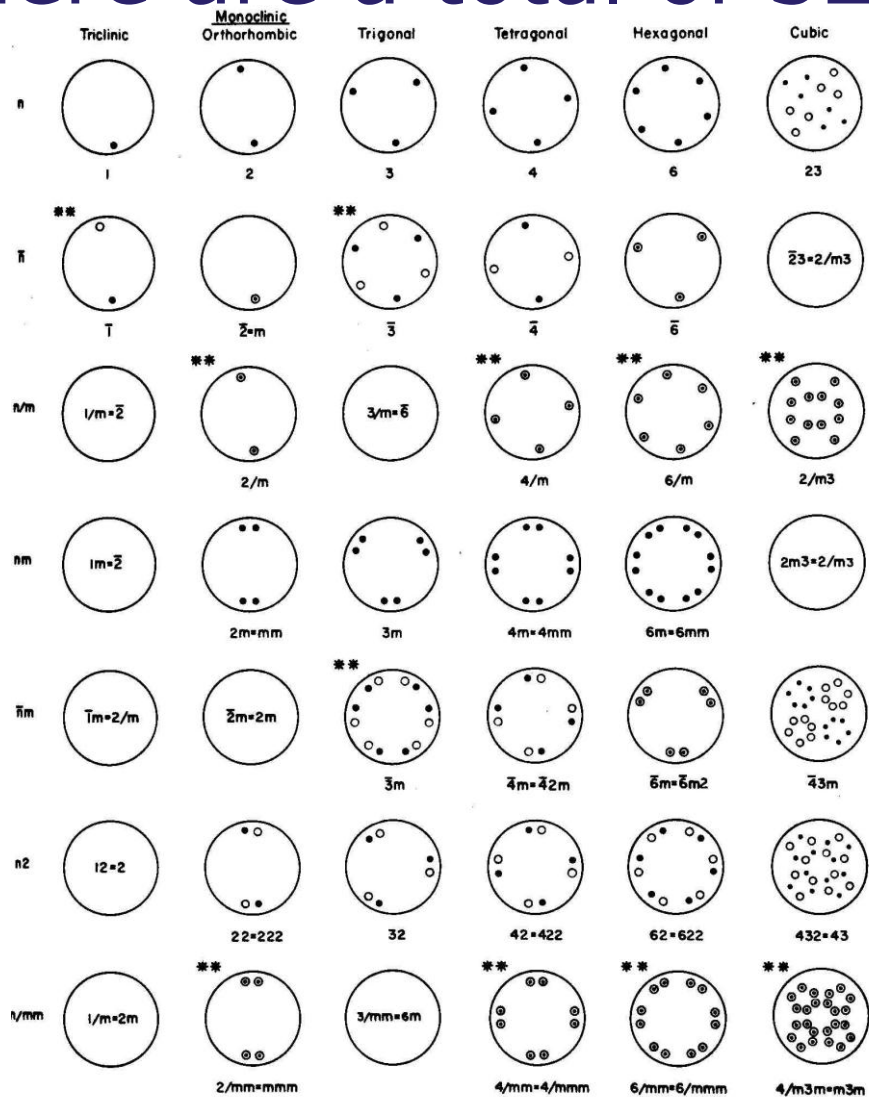 Monoclinic
Triclinic Orthorhombic Trigonal Tetragonal Hexagonal Cubic
n
1 2 3 4 6 23
** **
n̄ 2̄3=2/m3
1̄ 2̄=m 3̄ 4̄ 6̄
** ** ** **
n/m 1/m=2̄ 3/m=6̄
2/m 4/m 6/m 2/m3
nm 1m=2̄ 2m3=2/m3
2m=mm 3m 4m=4mm 6m=6mm
**
n̄m 1̄m=2/m 2̄m=2m
3̄m 4̄m=4̄2m 6̄m=6̄m2 4̄3m
n2 12=2
22=222 32 42=422 62=622 432=43
** ** ** **
n/mm 1/m=2m 3/mm=6m
2/mm=mmm 4/mm=4/mmm 6/mm=6/mmm 4/m3m=m3m